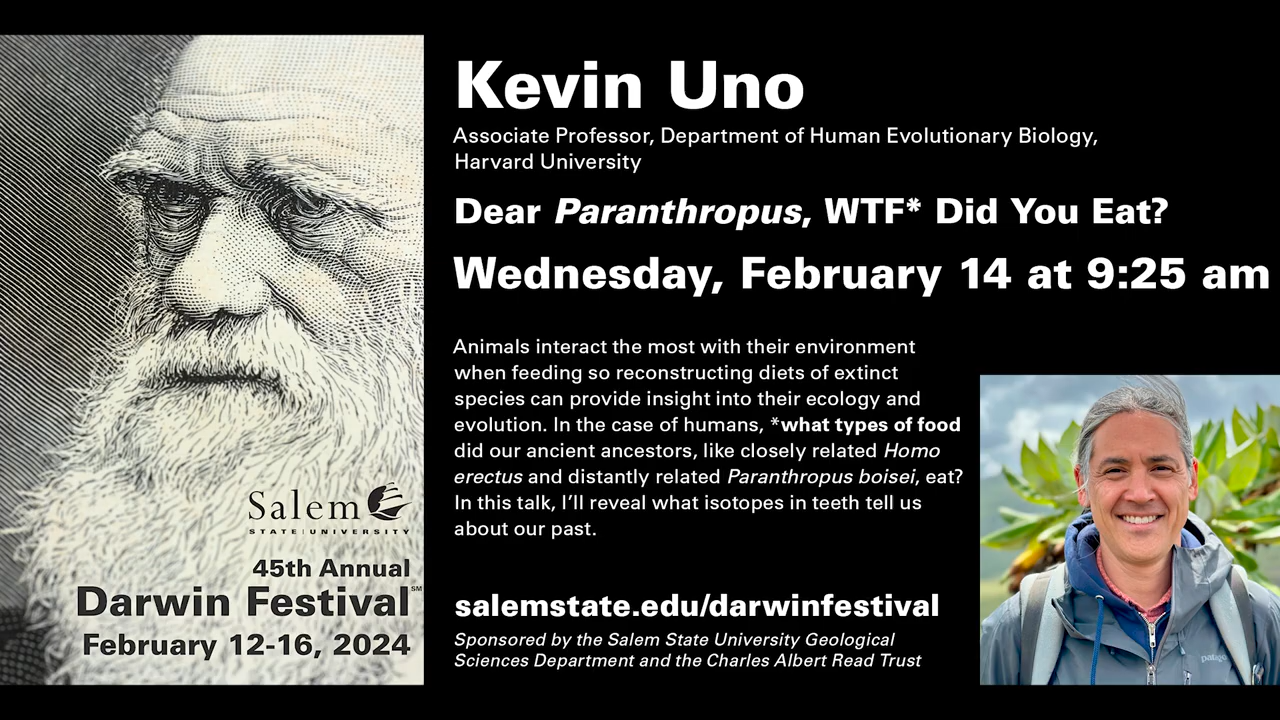 Kevin Uno
Associate Professor, Department of Human Evolutionary Biology,
Harvard University
Dear Paranthropus, WTF* Did You Eat?
Wednesday, February 14 at 9:25 am
Animals interact the most with their environment
when feeding so reconstructing diets of extinct
species can provide insight into their ecology and
evolution. In the case of humans, *what types of food
did our ancient ancestors, like closely related Homo
erectus and distantly related Paranthropus boisei, eat?
In this talk, I’ll reveal what isotopes in teeth tell us
about our past.
salemstate.edu/darwinfestival
Sponsored by the Salem State University Geological
Sciences Department and the Charles Albert Read Trust
Salem
STATE UNIVERSITY
45th Annual
Darwin Festival℠
February 12-16, 2024
patago